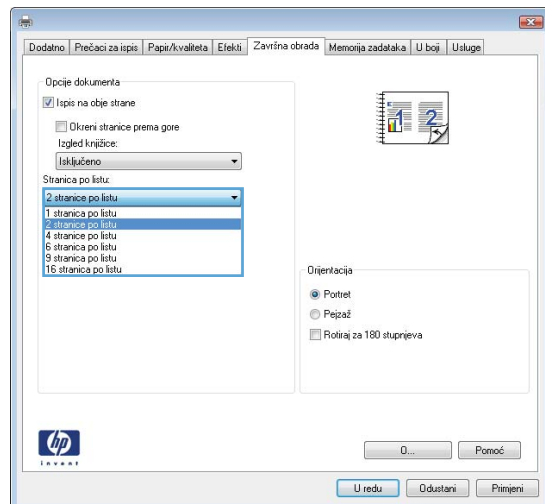 Dodatno Prečaci za ispis Papir/kvaliteta Efekti Završna obrada Memorija zadataka U boji Usluge
Opcije dokumenta
Ispis na obje strane
Okreni stranice prema gore
Izgled knjižice:
Isključeno
Stranica po listu:
2 stranice po listu
1 stranica po listu
2 stranice po listu
4 stranice po listu
6 stranica po listu
9 stranica po listu
16 stranica po listu
1 2
Orijentacija
Portret
Pejzaž
Rotiraj za 180 stupnjeva
hp
invent
O... Pomoć
U redu Odustani Primjeni